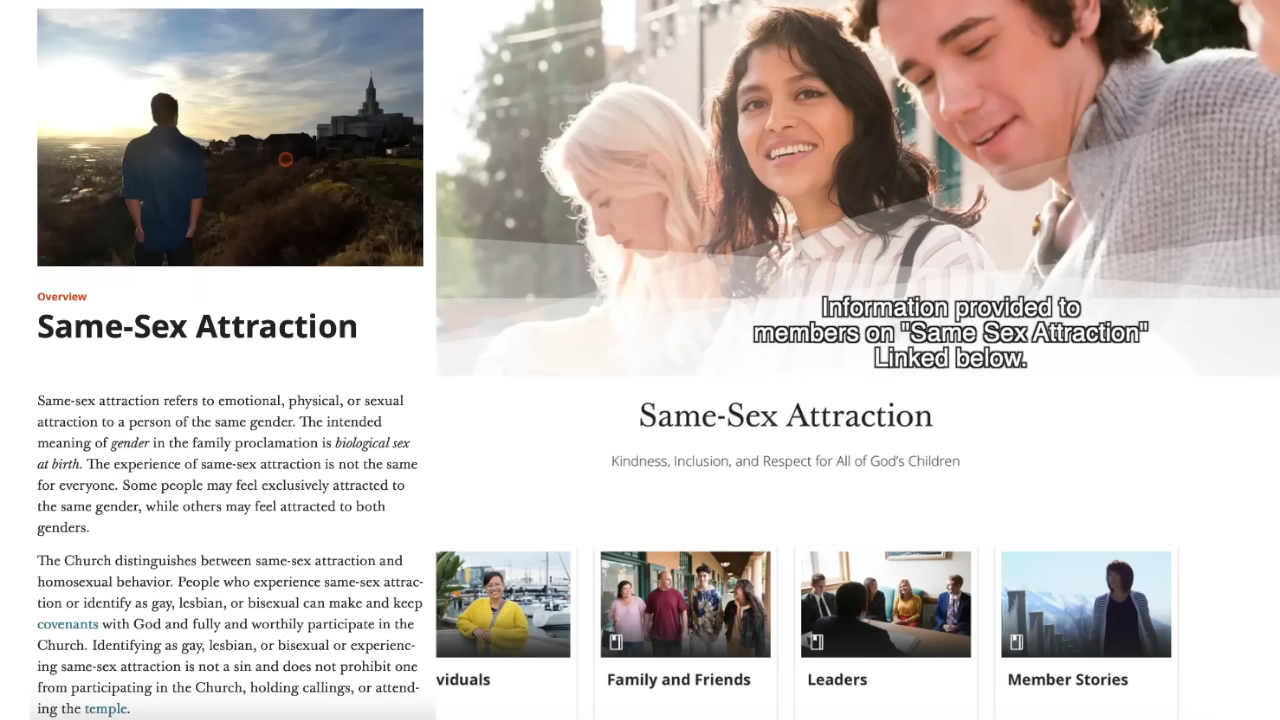 Overview
Same-Sex Attraction
Same-sex attraction refers to emotional, physical, or sexual
attraction to a person of the same gender. The intended
meaning of gender in the family proclamation is biological sex
at birth. The experience of same-sex attraction is not the same
for everyone. Some people may feel exclusively attracted to
the same gender, while others may feel attracted to both
genders.
The Church distinguishes between same-sex attraction and
homosexual behavior. People who experience same-sex attrac-
tion or identify as gay, lesbian, or bisexual can make and keep
covenants with God and fully and worthily participate in the
Church. Identifying as gay, lesbian, or bisexual or experienc-
ing same-sex attraction is not a sin and does not prohibit one
from participating in the Church, holding callings, or attend-
ing the temple.
Information provided to
members on "Same Sex Attraction"
Linked below.
Same-Sex Attraction
Kindness, Inclusion, and Respect for All of God's Children
viduals
Family and Friends
Leaders
Member Stories